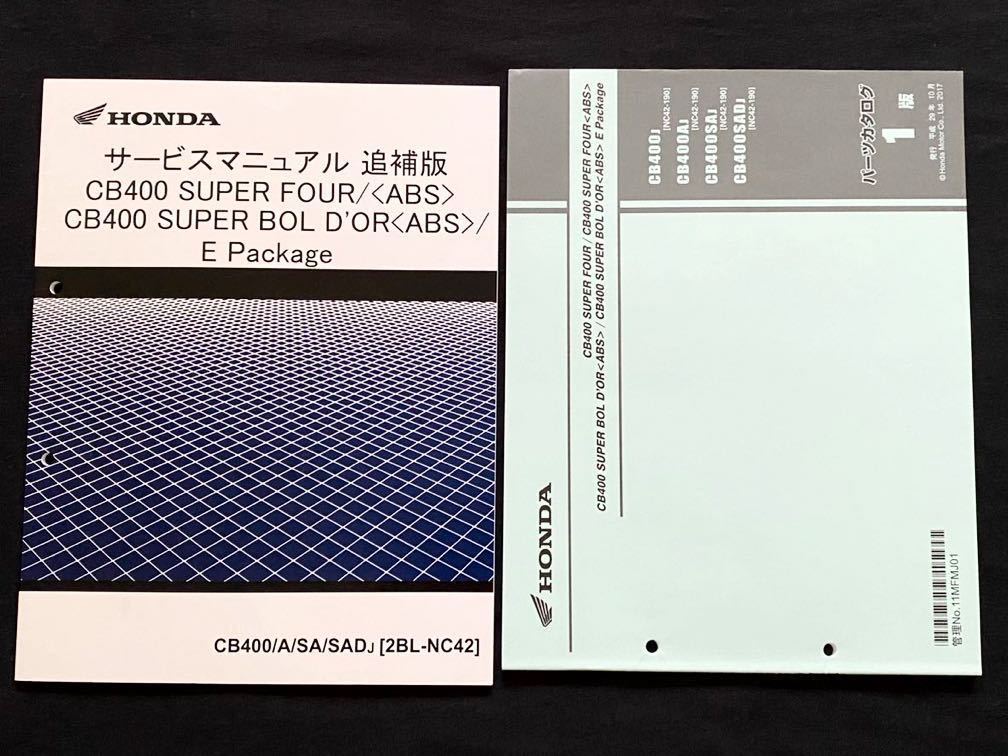 HONDA
サービスマニュアル 追補版
CB400 SUPER FOUR/<ABS>
CB400 SUPER BOL D'OR<ABS>/
E Package
CB400/A/SA/SADJ [2BL-NC42]
CB400J [NC42-190]
CB400AJ [NC42-190]
CB400SAJ [NC42-190]
CB400SADJ [NC42-190]
パーツカタログ
1版
発行 平成 29 年 10 月
© Honda Motor Co., Ltd. 2017
CB400 SUPER FOUR / CB400 SUPER FOUR<ABS>
CB400 SUPER BOL D'OR<ABS> / CB400 SUPER BOL D'OR<ABS> E Package
HONDA
管理No.11MFMJ01